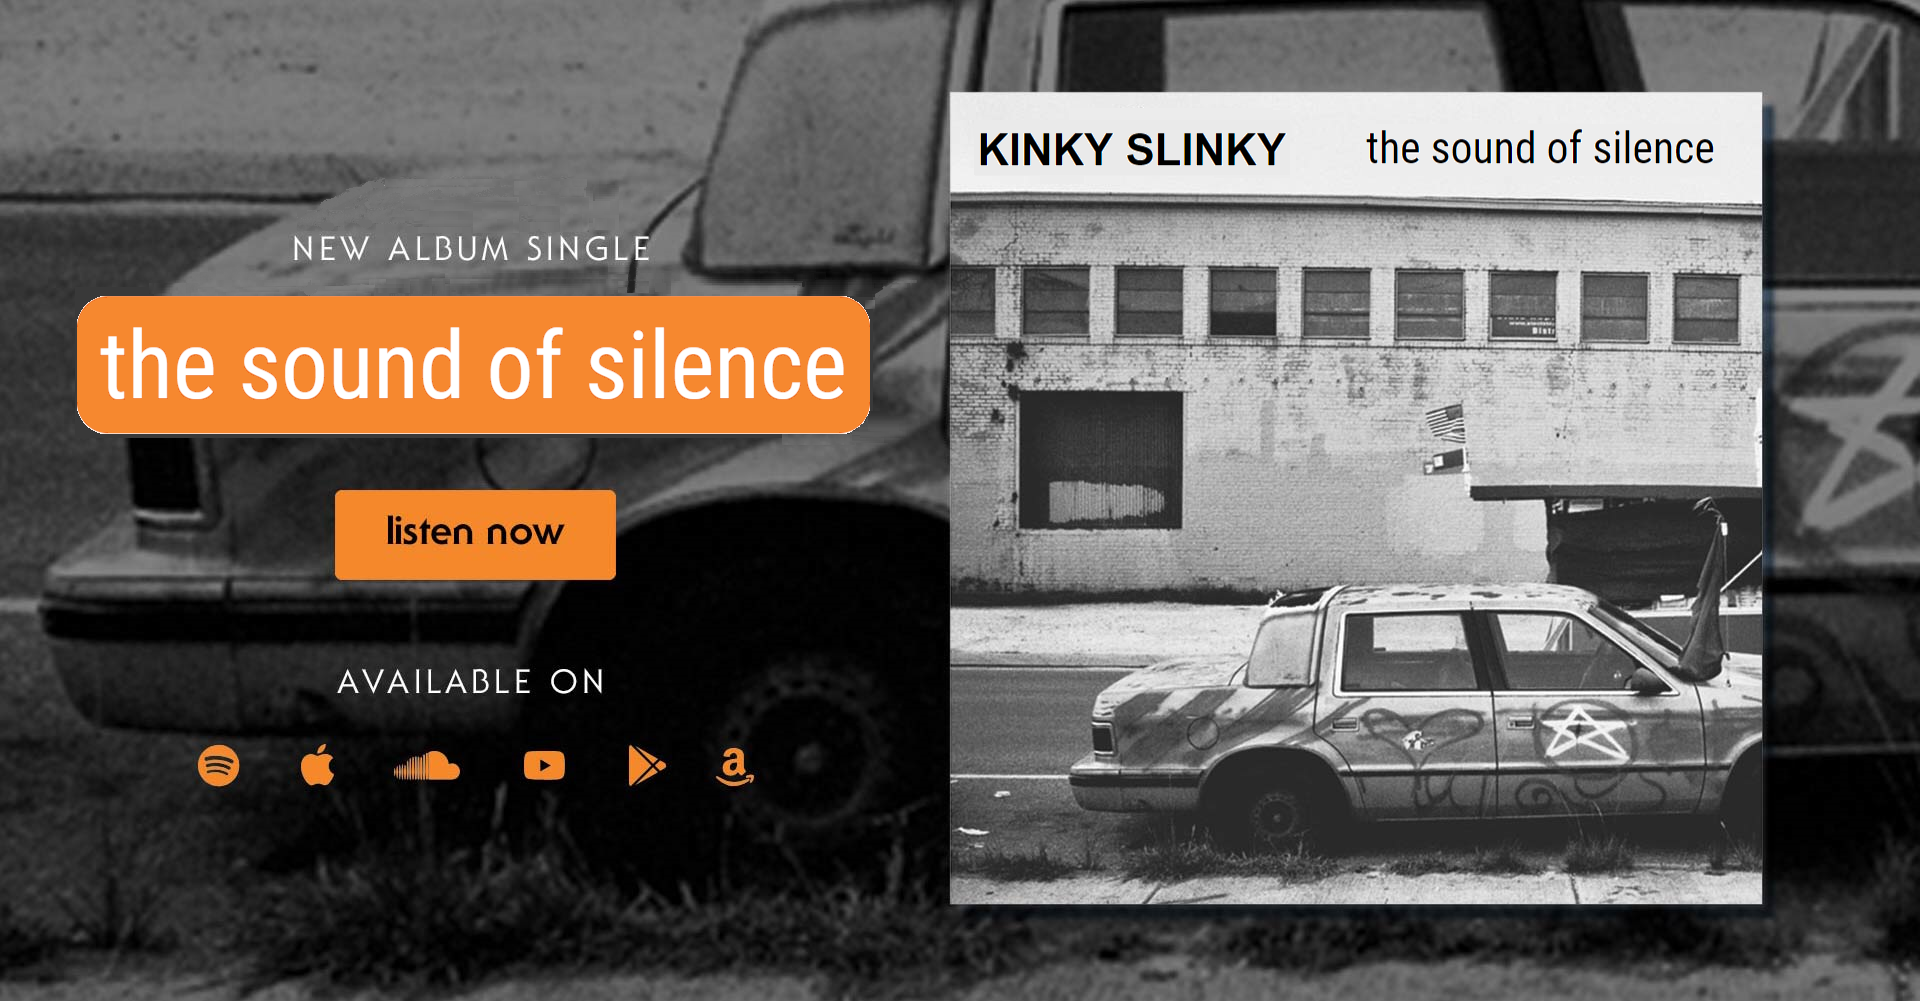 NEW ALBUM SINGLE
the sound of silence
listen now
AVAILABLE ON
KINKY SLINKY
the sound of silence